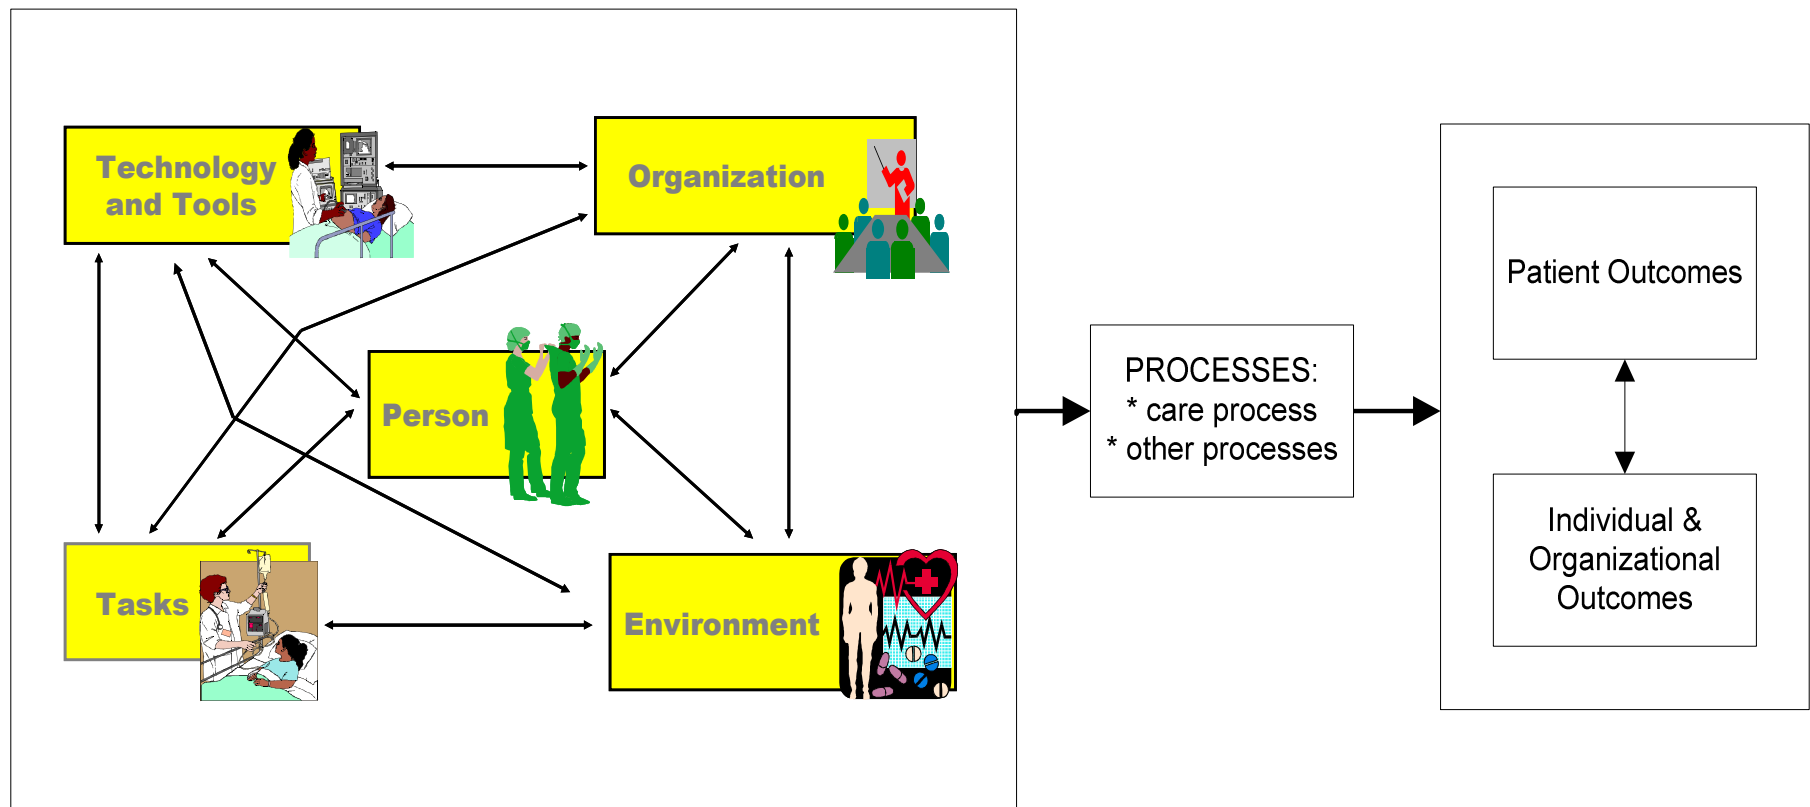 Technology
and Tools
Organization
Person
Tasks
Environment
PROCESSES:
* care process
* other processes
Patient Outcomes
Individual &
Organizational
Outcomes